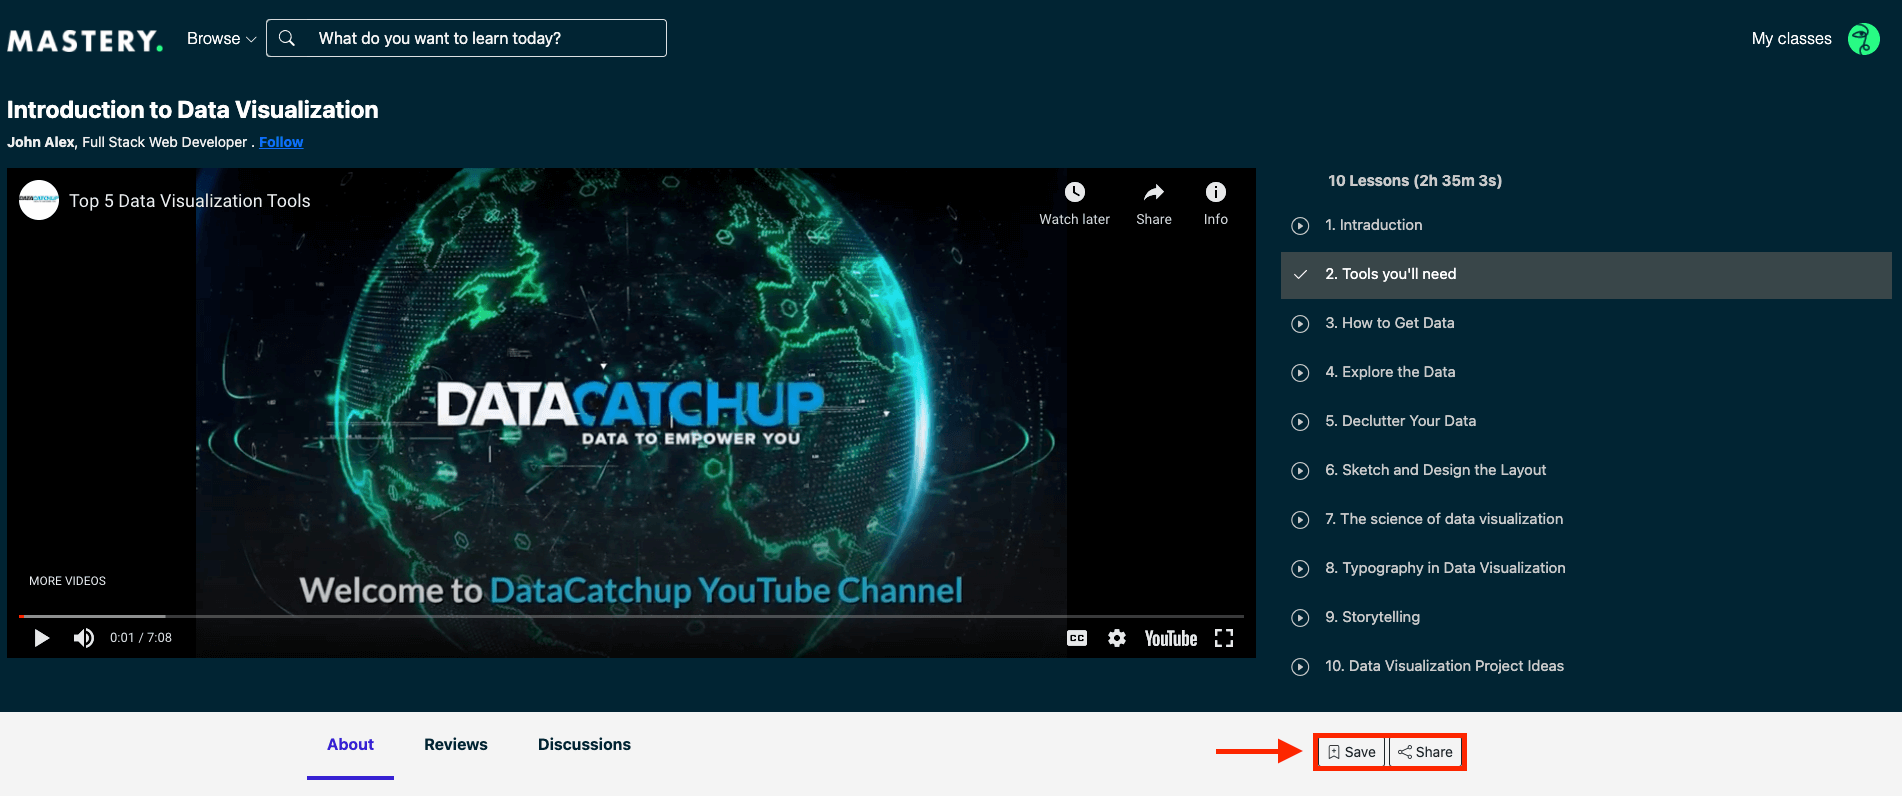 MASTERY.
Browse
What do you want to learn today?
My classes
Introduction to Data Visualization
John Alex, Full Stack Web Developer . Follow
DATACATCHUP
Top 5 Data Visualization Tools
Watch later
Share
Info
DATACATCHUP
DATA TO EMPOWER YOU
Welcome to DataCatchup YouTube Channel
MORE VIDEOS
0:01 / 7:08
CC
YouTube
10 Lessons (2h 35m 3s)
1. Intraduction
2. Tools you'll need
3. How to Get Data
4. Explore the Data
5. Declutter Your Data
6. Sketch and Design the Layout
7. The science of data visualization
8. Typography in Data Visualization
9. Storytelling
10. Data Visualization Project Ideas
About
Reviews
Discussions
Save
Share